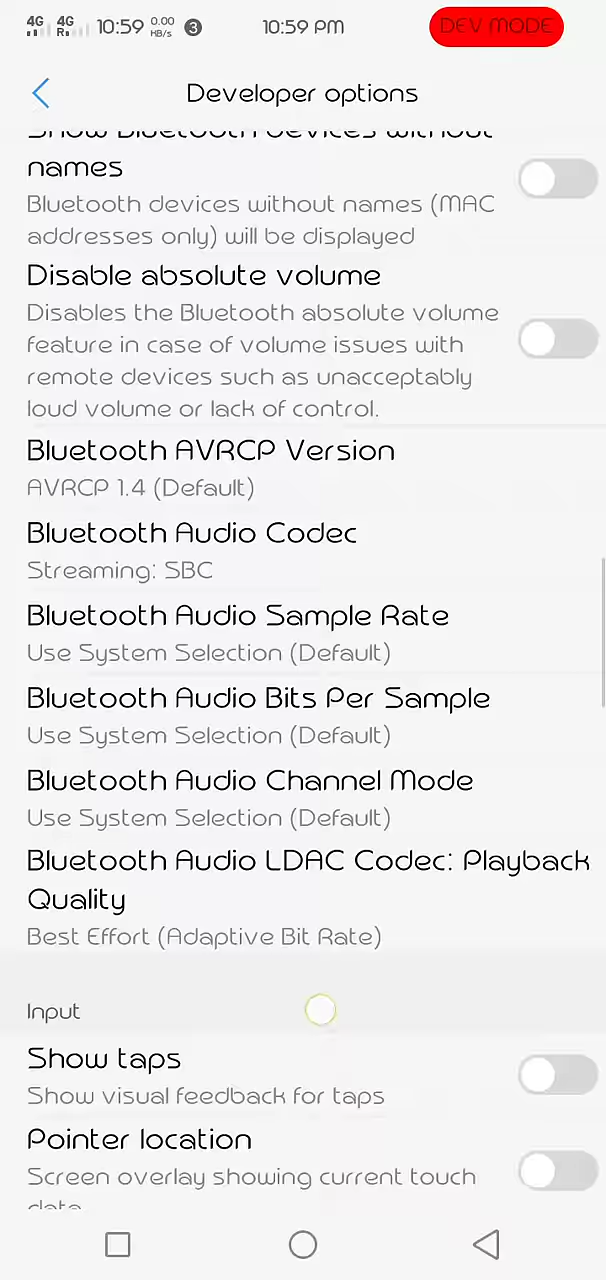 4G 4G 10:59 0.00 3 10:59 PM DEV MODE
R HB/s
Developer options
Show Bluetooth devices without
names
Bluetooth devices without names (MAC
addresses only) will be displayed
Disable absolute volume
Disables the Bluetooth absolute volume
feature in case of volume issues with
remote devices such as unacceptably
loud volume or lack of control.
Bluetooth AVRCP Version
AVRCP 1.4 (Default)
Bluetooth Audio Codec
Streaming: SBC
Bluetooth Audio Sample Rate
Use System Selection (Default)
Bluetooth Audio Bits Per Sample
Use System Selection (Default)
Bluetooth Audio Channel Mode
Use System Selection (Default)
Bluetooth Audio LDAC Codec: Playback
Quality
Best Effort (Adaptive Bit Rate)
Input
Show taps
Show visual feedback for taps
Pointer location
Screen overlay showing current touch
data